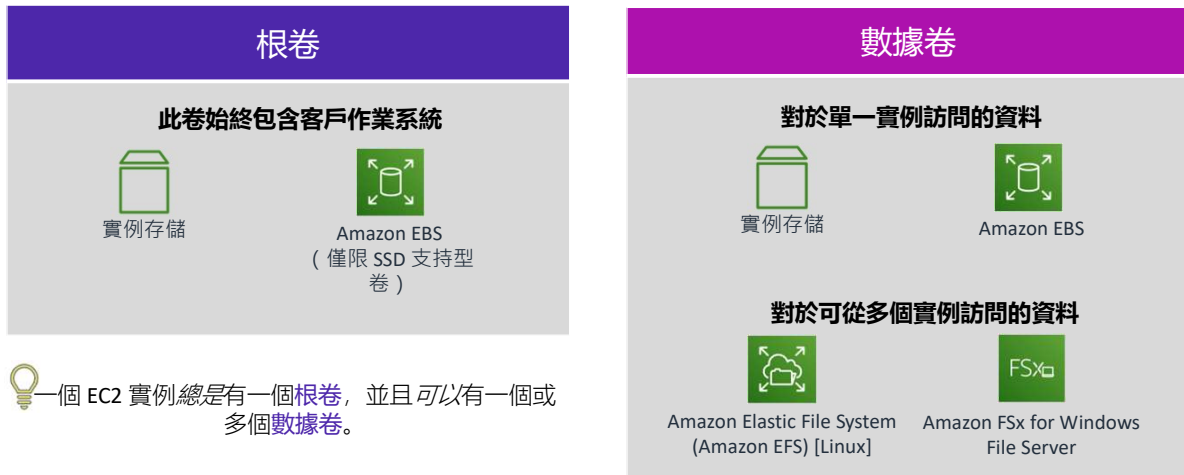 根卷
此卷始終包含客戶作業系統
實例存儲
Amazon EBS
（僅限 SSD 支持型
卷）
一個 EC2 實例總是有一個根卷，並且可以有一個或
多個數據卷。
數據卷
對於單一實例訪問的資料
實例存儲
Amazon EBS
對於可從多個實例訪問的資料
Amazon Elastic File System
(Amazon EFS) [Linux]
FSx
Amazon FSx for Windows
File Server